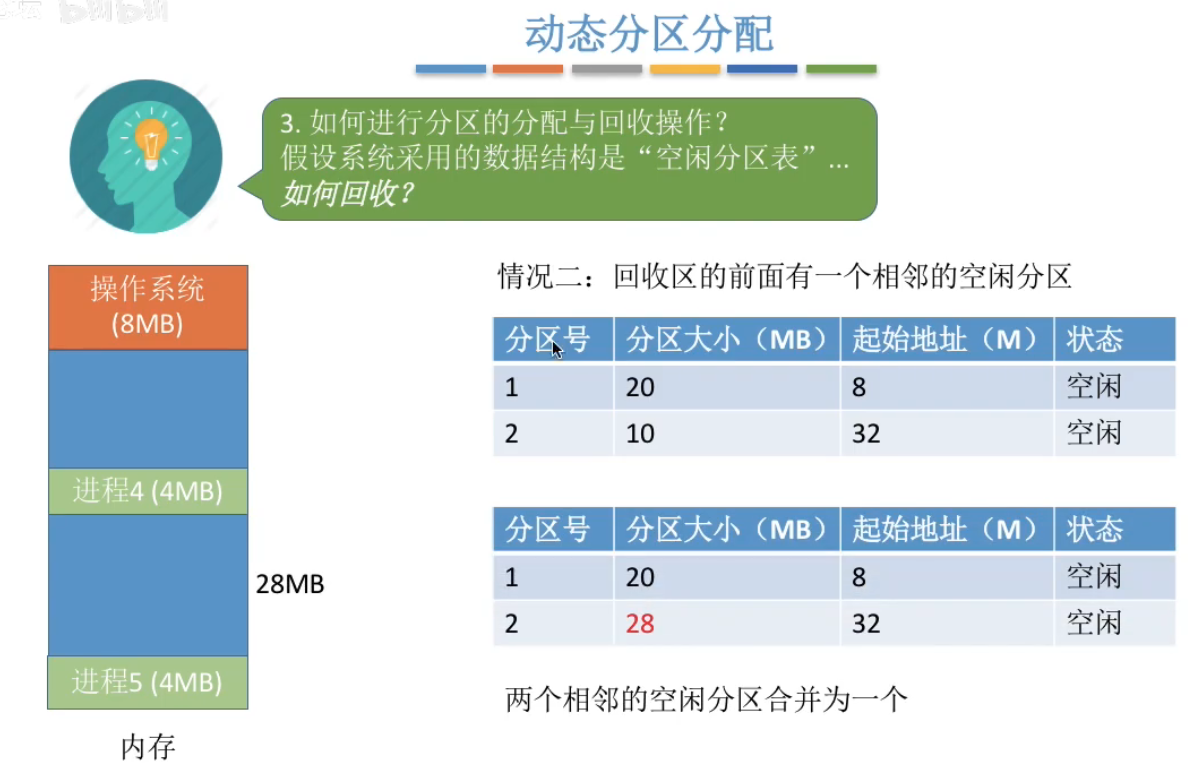 动态分区分配
3. 如何进行分区的分配与回收操作？
假设系统采用的数据结构是“空闲分区表”...
如何回收？
操作系统
(8MB)
进程4 (4MB)
28MB
进程5 (4MB)
内存
情况二：回收区的前面有一个相邻的空闲分区
分区号 分区大小（MB） 起始地址（M） 状态
1 20 8 空闲
2 10 32 空闲
分区号 分区大小（MB） 起始地址（M） 状态
1 20 8 空闲
2 28 32 空闲
两个相邻的空闲分区合并为一个